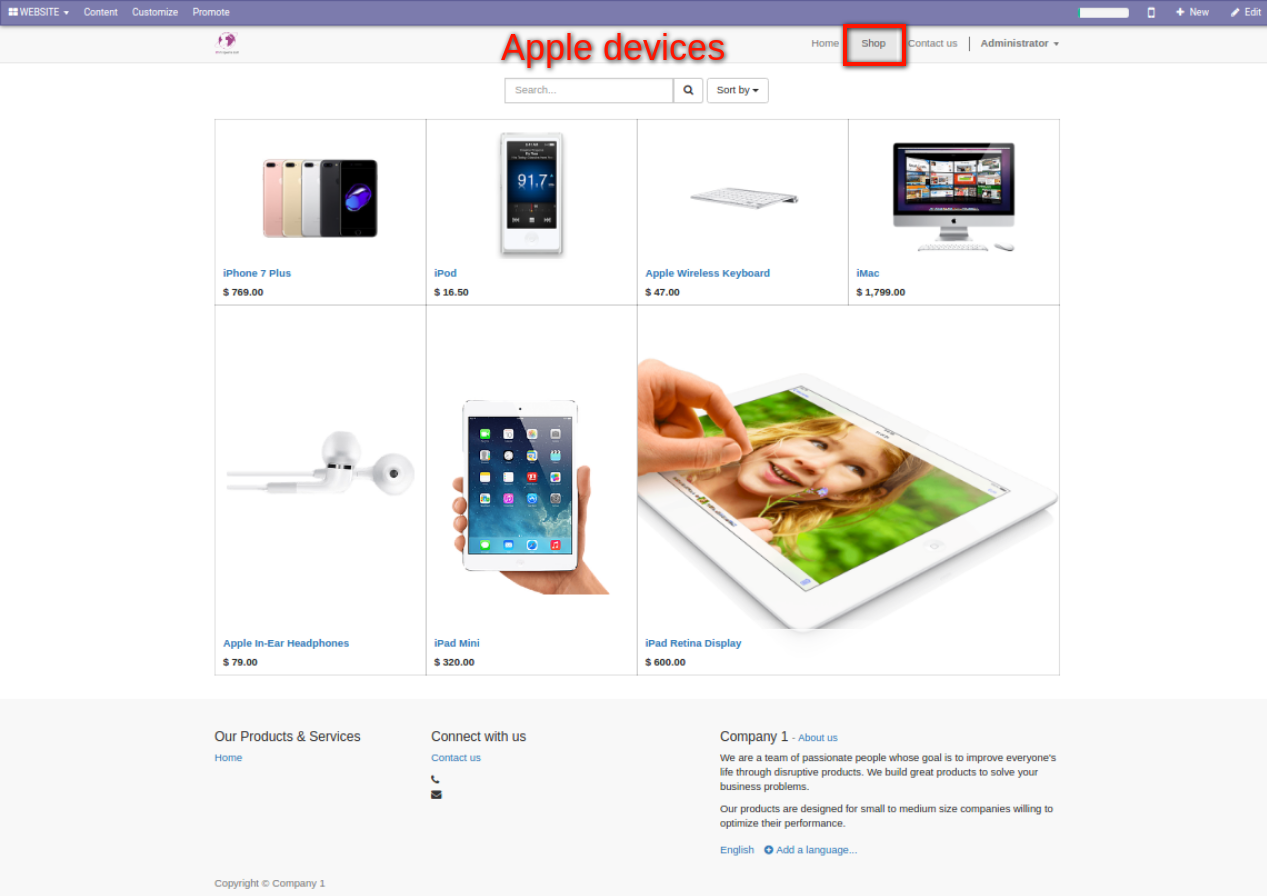 WEBSITE Content Customize Promote New Edit
Apple devices
Home Shop Contact us Administrator
Search... Sort by
iPhone 7 Plus
$ 769.00
iPod
$ 16.50
Apple Wireless Keyboard
$ 47.00
iMac
$ 1,799.00
91.7
Apple In-Ear Headphones
$ 79.00
iPad Mini
$ 320.00
iPad Retina Display
$ 600.00
Our Products & Services
Home
Connect with us
Contact us
Company 1 - About us
We are a team of passionate people whose goal is to improve everyone's
life through disruptive products. We build great products to solve your
business problems.
Our products are designed for small to medium size companies willing to
optimize their performance.
English Add a language...
Copyright © Company 1